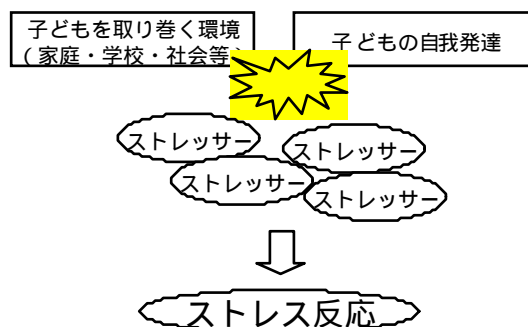 子どもを取り巻く環境
（家庭・学校・社会等）
子どもの自我発達
ストレッサー
ストレッサー
ストレッサー
ストレッサー
ストレス反応